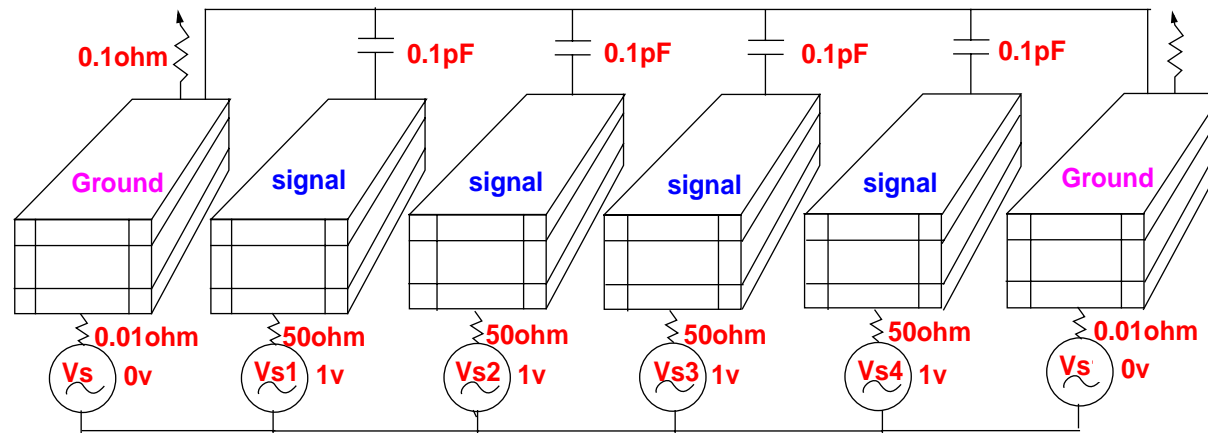 0.1ohm
0.1pF
0.1pF
0.1pF
0.1pF
Ground
signal
signal
signal
signal
Ground
0.01ohm
50ohm
50ohm
50ohm
50ohm
0.01ohm
Vs
0v
Vs1
1v
Vs2
1v
Vs3
1v
Vs4
1v
Vs
0v